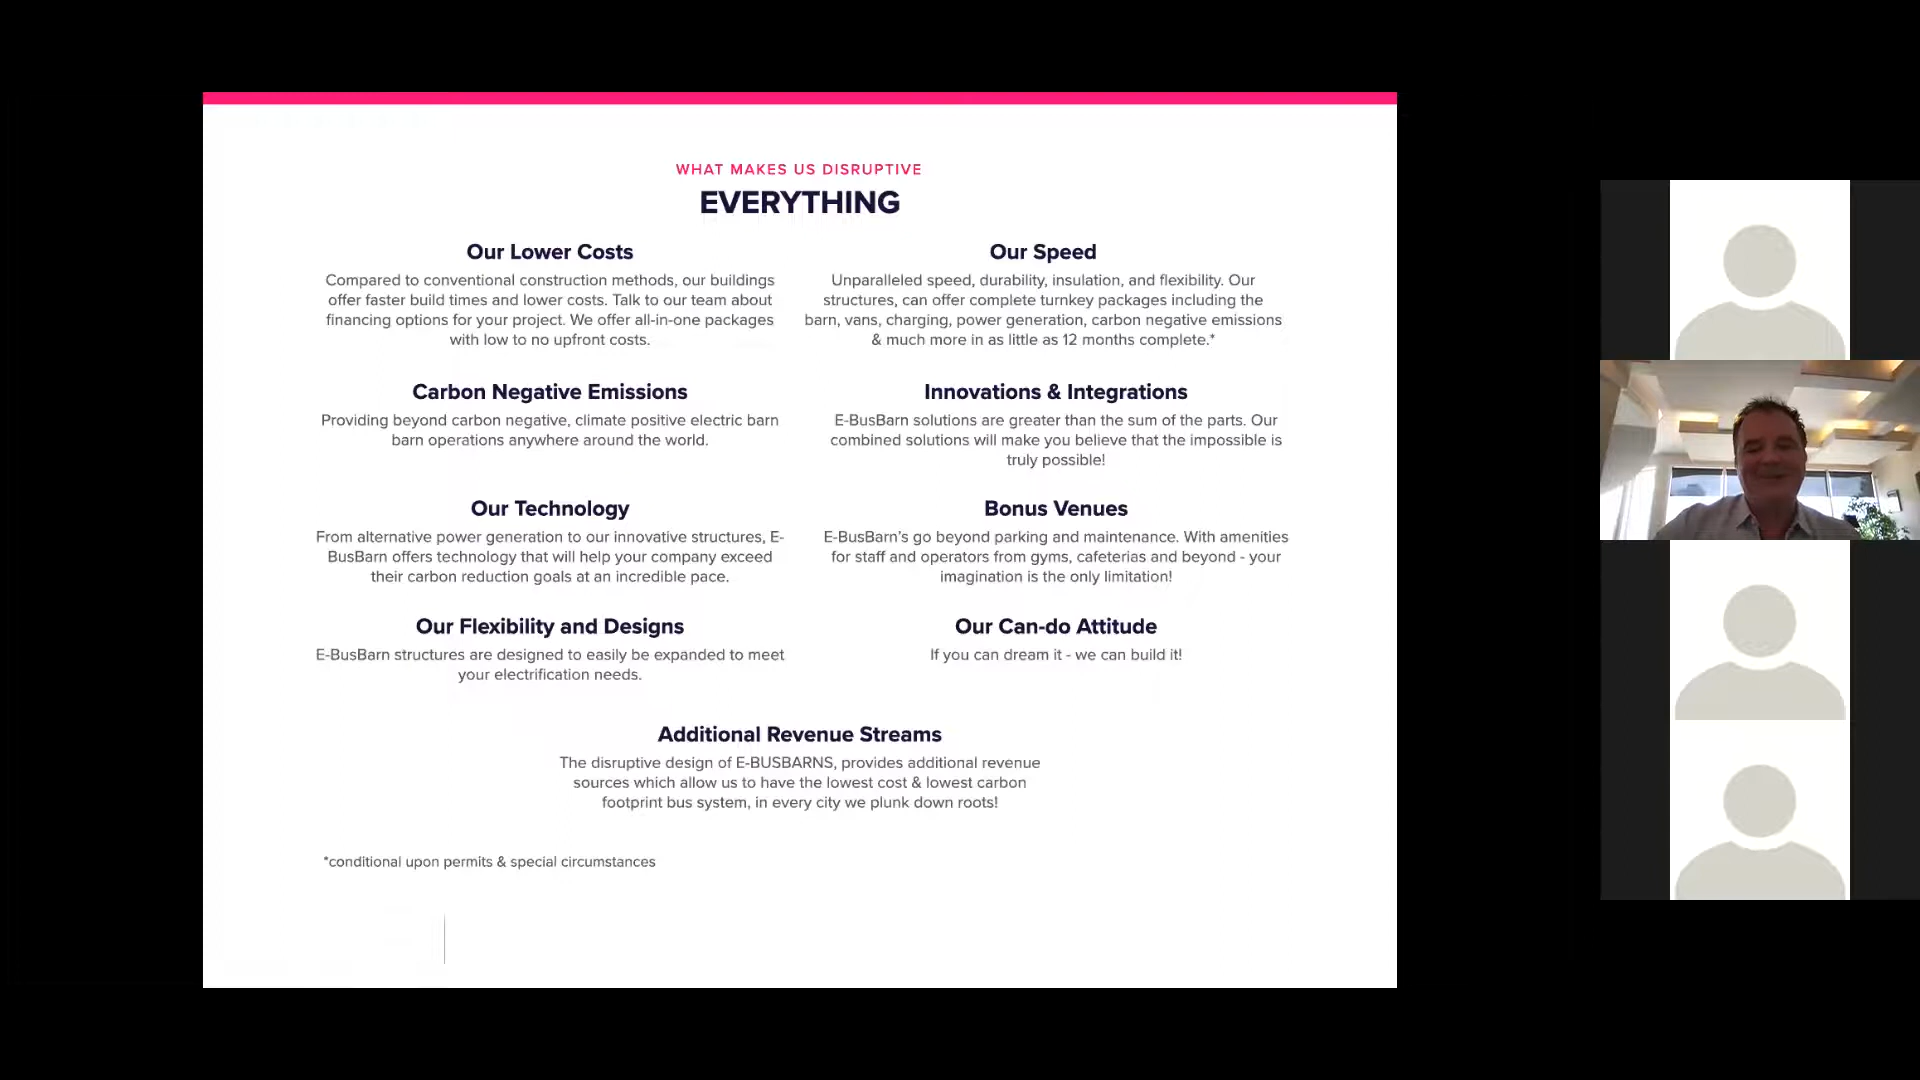 WHAT MAKES US DISRUPTIVE
EVERYTHING
Our Lower Costs
Compared to conventional construction methods, our buildings
offer faster build times and lower costs. Talk to our team about
financing options for your project. We offer all-in-one packages
with low to no upfront costs.
Our Speed
Unparalleled speed, durability, insulation, and flexibility. Our
structures, can offer complete turnkey packages including the
barn, vans, charging, power generation, carbon negative emissions
& much more in as little as 12 months complete.*
Carbon Negative Emissions
Providing beyond carbon negative, climate positive electric barn
barn operations anywhere around the world.
Innovations & Integrations
E-BusBarn solutions are greater than the sum of the parts. Our
combined solutions will make you believe that the impossible is
truly possible!
Our Technology
From alternative power generation to our innovative structures, E-
BusBarn offers technology that will help your company exceed
their carbon reduction goals at an incredible pace.
Bonus Venues
E-BusBarn's go beyond parking and maintenance. With amenities
for staff and operators from gyms, cafeterias and beyond - your
imagination is the only limitation!
Our Flexibility and Designs
E-BusBarn structures are designed to easily be expanded to meet
your electrification needs.
Our Can-do Attitude
If you can dream it - we can build it!
Additional Revenue Streams
The disruptive design of E-BUSBARNS, provides additional revenue
sources which allow us to have the lowest cost & lowest carbon
footprint bus system, in every city we plunk down roots!
*conditional upon permits & special circumstances